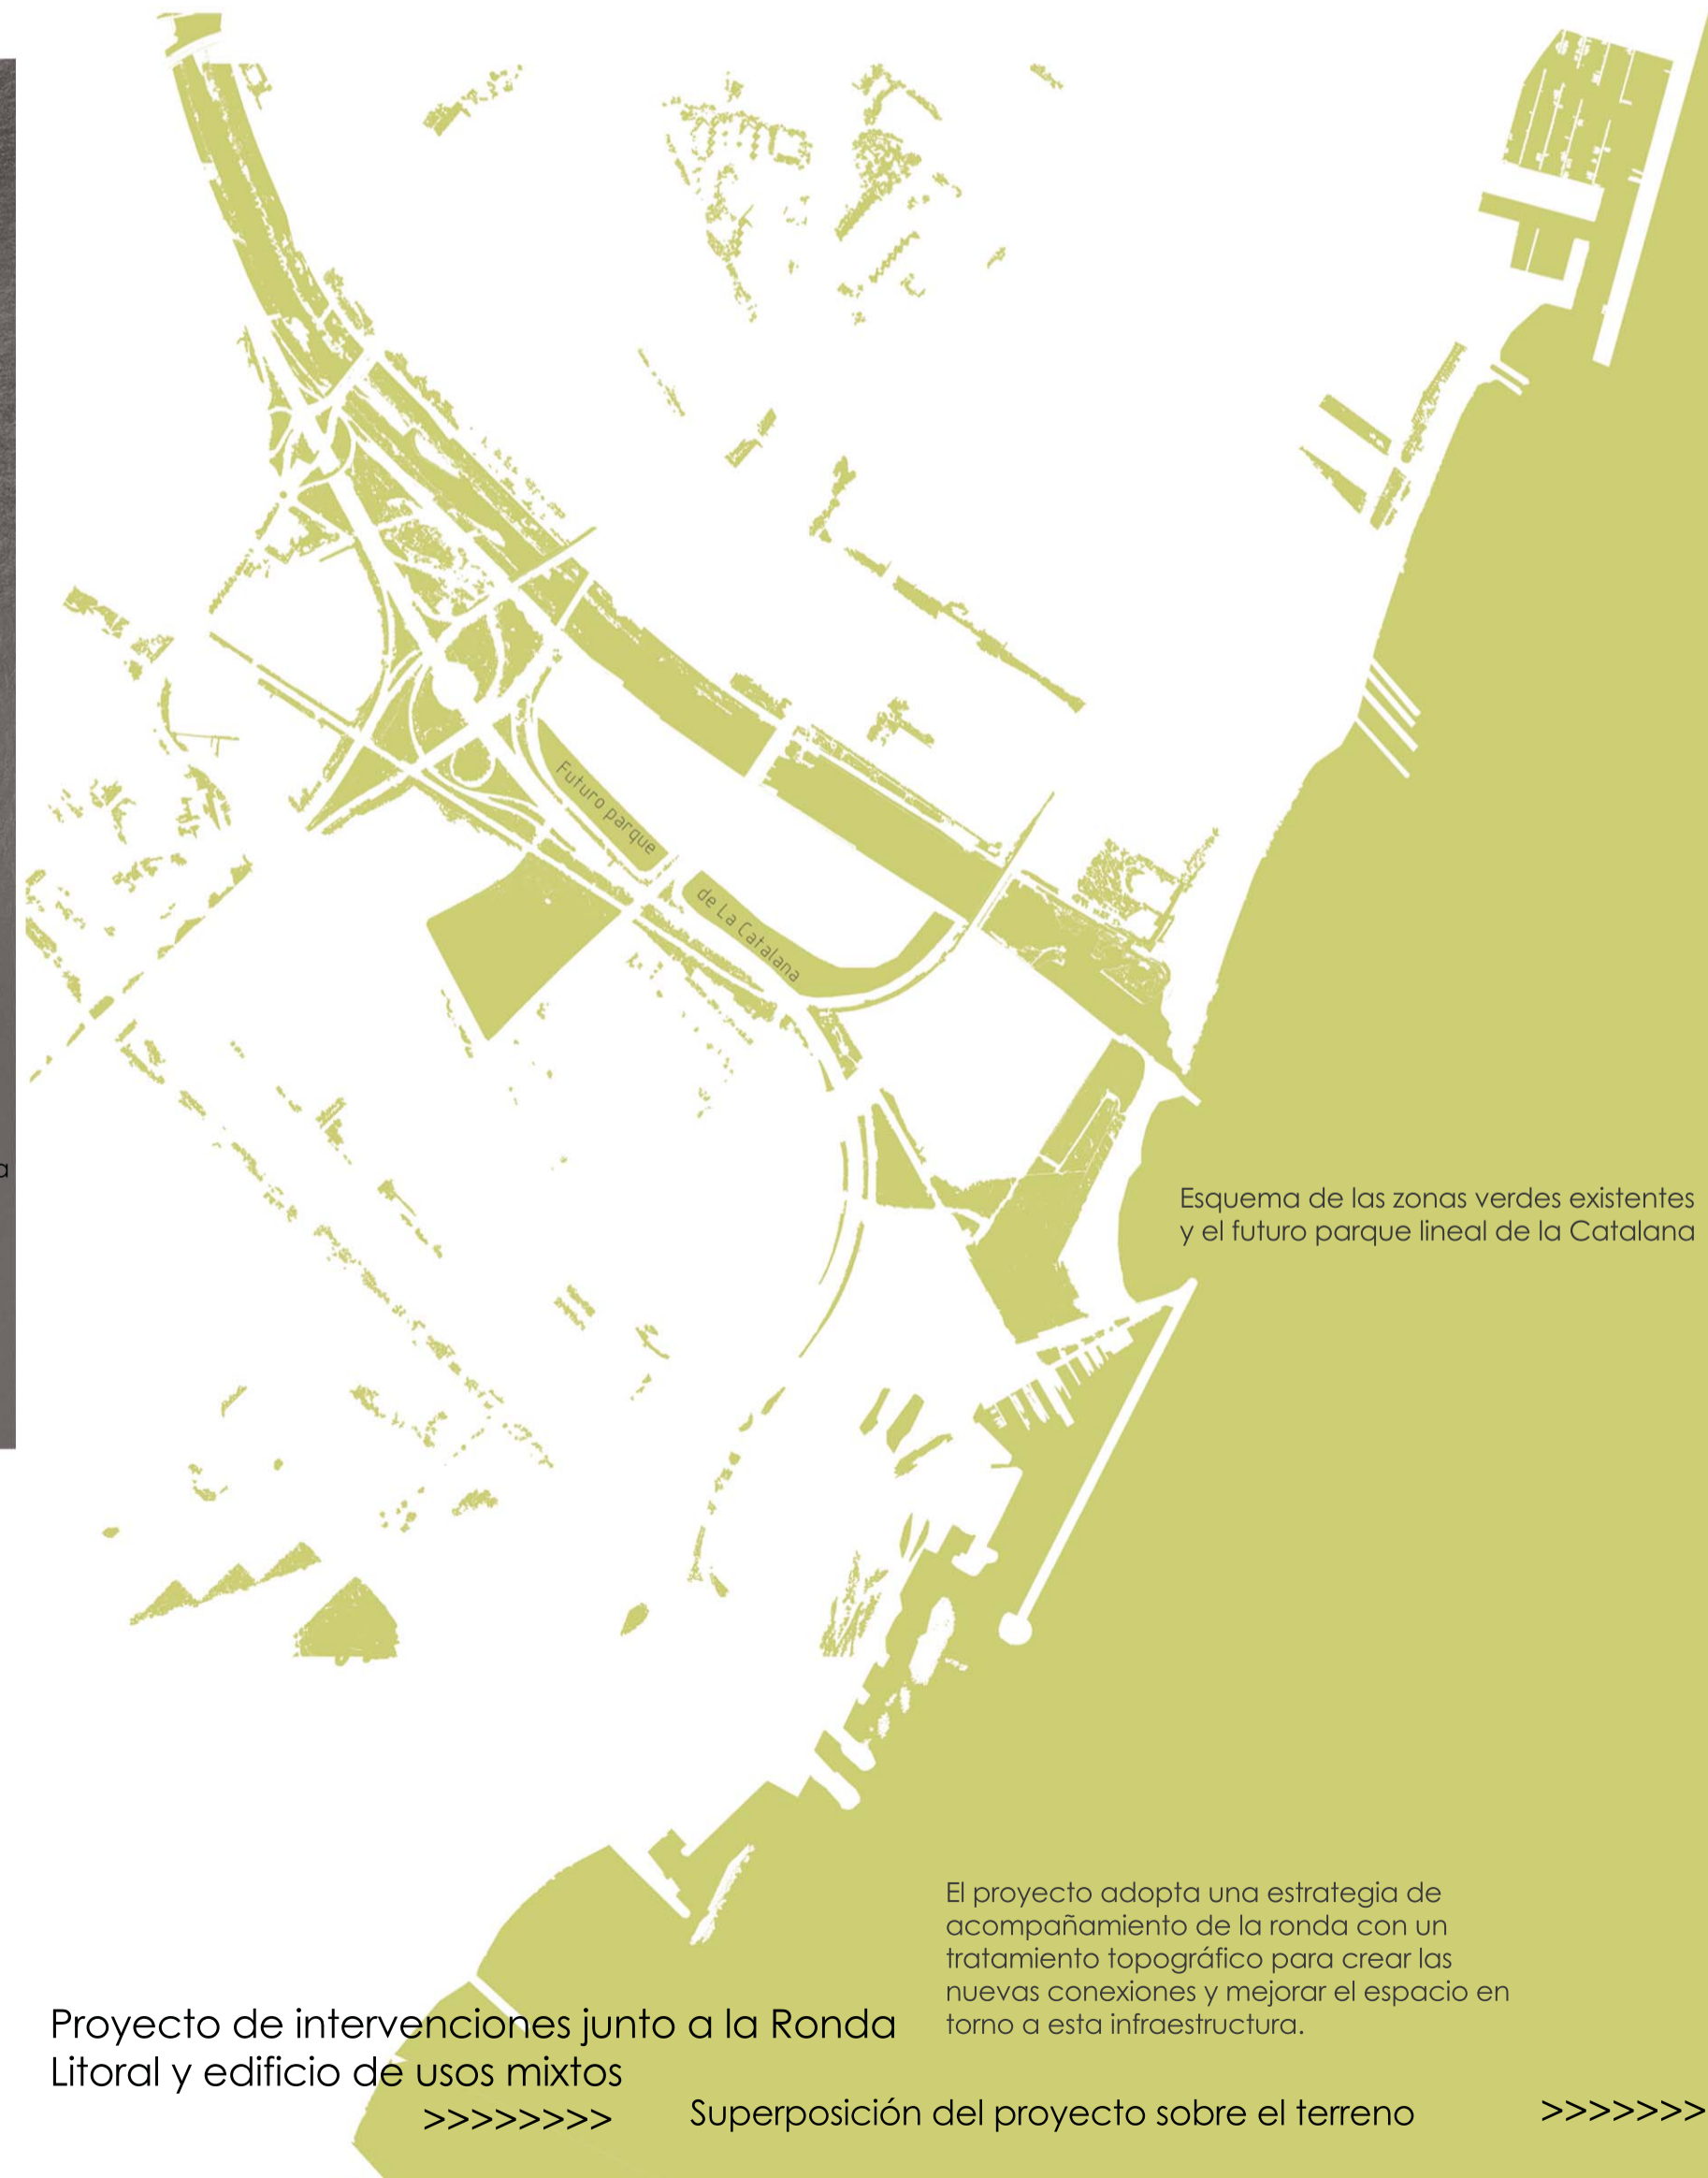 Futuro parque
de La Catalana
a
Esquema de las zonas verdes existentes
y el futuro parque lineal de la Catalana
El proyecto adopta una estrategia de
acompañamiento de la ronda con un
tratamiento topográfico para crear las
nuevas conexiones y mejorar el espacio en
torno a esta infraestructura.
Proyecto de intervenciones junto a la Ronda
Litoral y edificio de usos mixtos
>>>>>>>>
Superposición del proyecto sobre el terreno
>>>>>>>